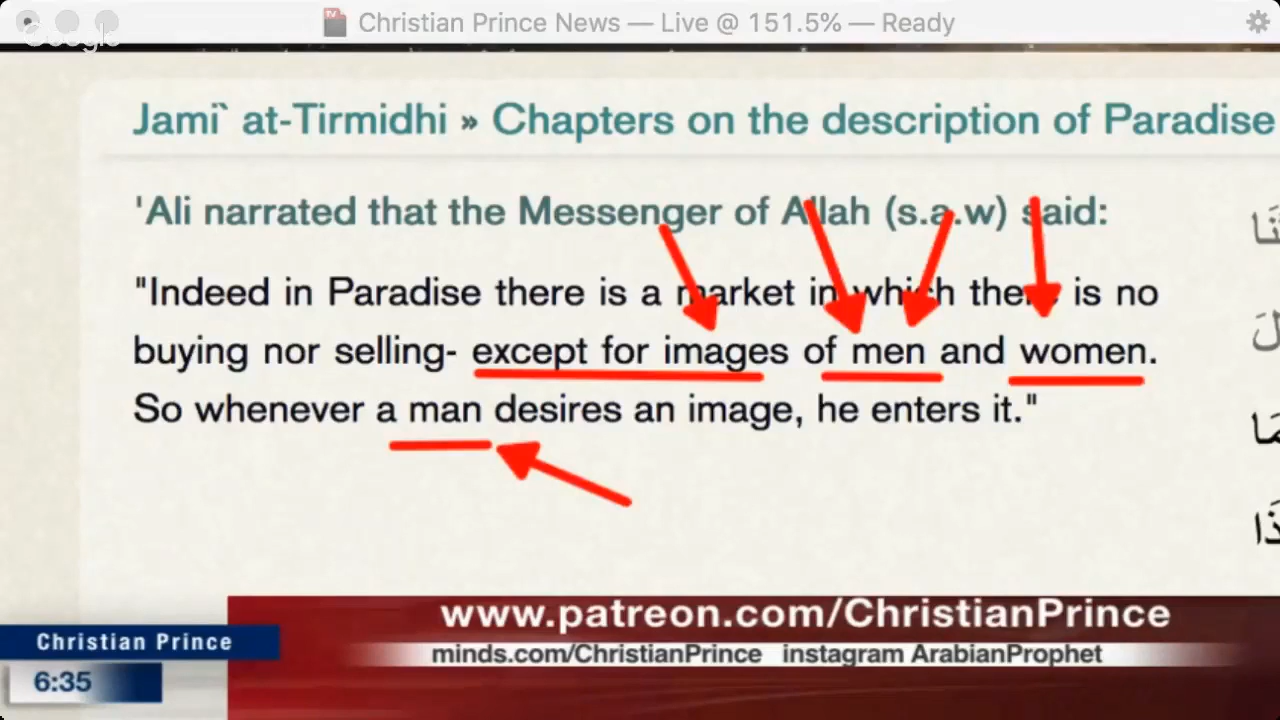 Christian Prince News — Live @ 151.5% — Ready
Google
Jami` at-Tirmidhi » Chapters on the description of Paradise
'Ali narrated that the Messenger of Allah (s.a.w) said:
"Indeed in Paradise there is a market in which there is no
buying nor selling- except for images of men and women.
So whenever a man desires an image, he enters it."
www.patreon.com/ChristianPrince
Christian Prince
minds.com/ChristianPrince instagram ArabianProphet
6:35